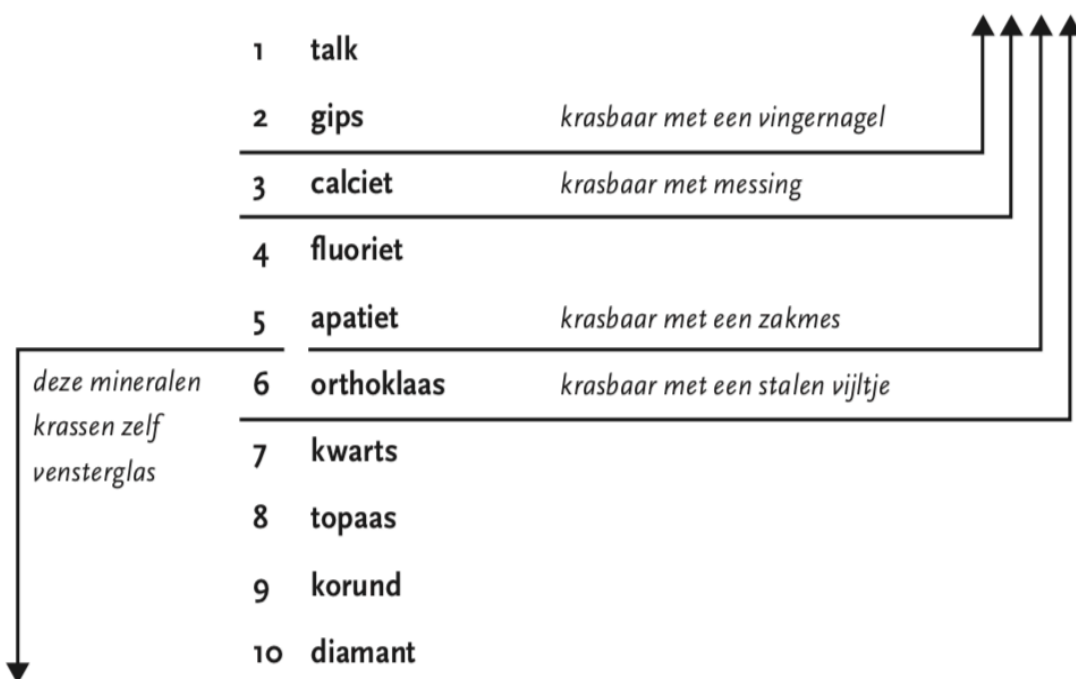 1 talk
2 gips krasbaar met een vingernagel
3 calciet krasbaar met messing
4 fluoriet
5 apatiet krasbaar met een zakmes
deze mineralen
krassen zelf
vensterglas
6 orthoklaas krasbaar met een stalen vijltje
7 kwarts
8 topaas
9 korund
10 diamant